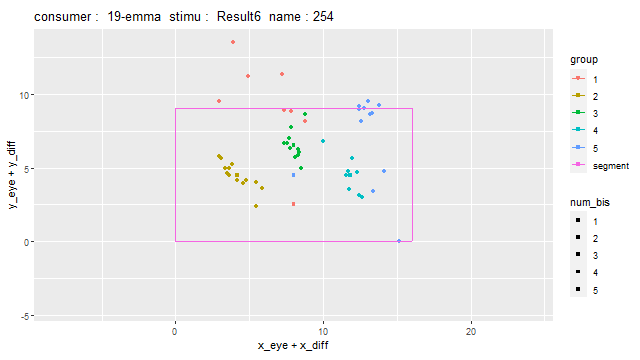 consumer : 19-emma stimu : Result6 name : 254
y_eye + y_diff
10
5
0
-5
0
10
20
x_eye + x_diff
group
1
2
3
4
5
segment
num_bis
1
2
3
4
5